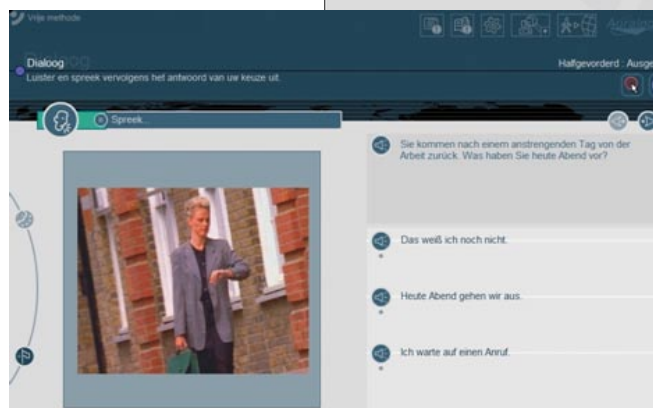 Vrije methode
Dialoog
Luister en spreek vervolgens het antwoord van uw keuze uit.
Halfgevorderd : Ausge
Spreek...
Sie kommen nach einem anstrengenden Tag von der
Arbeit zurück. Was haben Sie heute Abend vor?
Das weiß ich noch nicht.
Heute Abend gehen wir aus.
Ich warte auf einen Anruf.